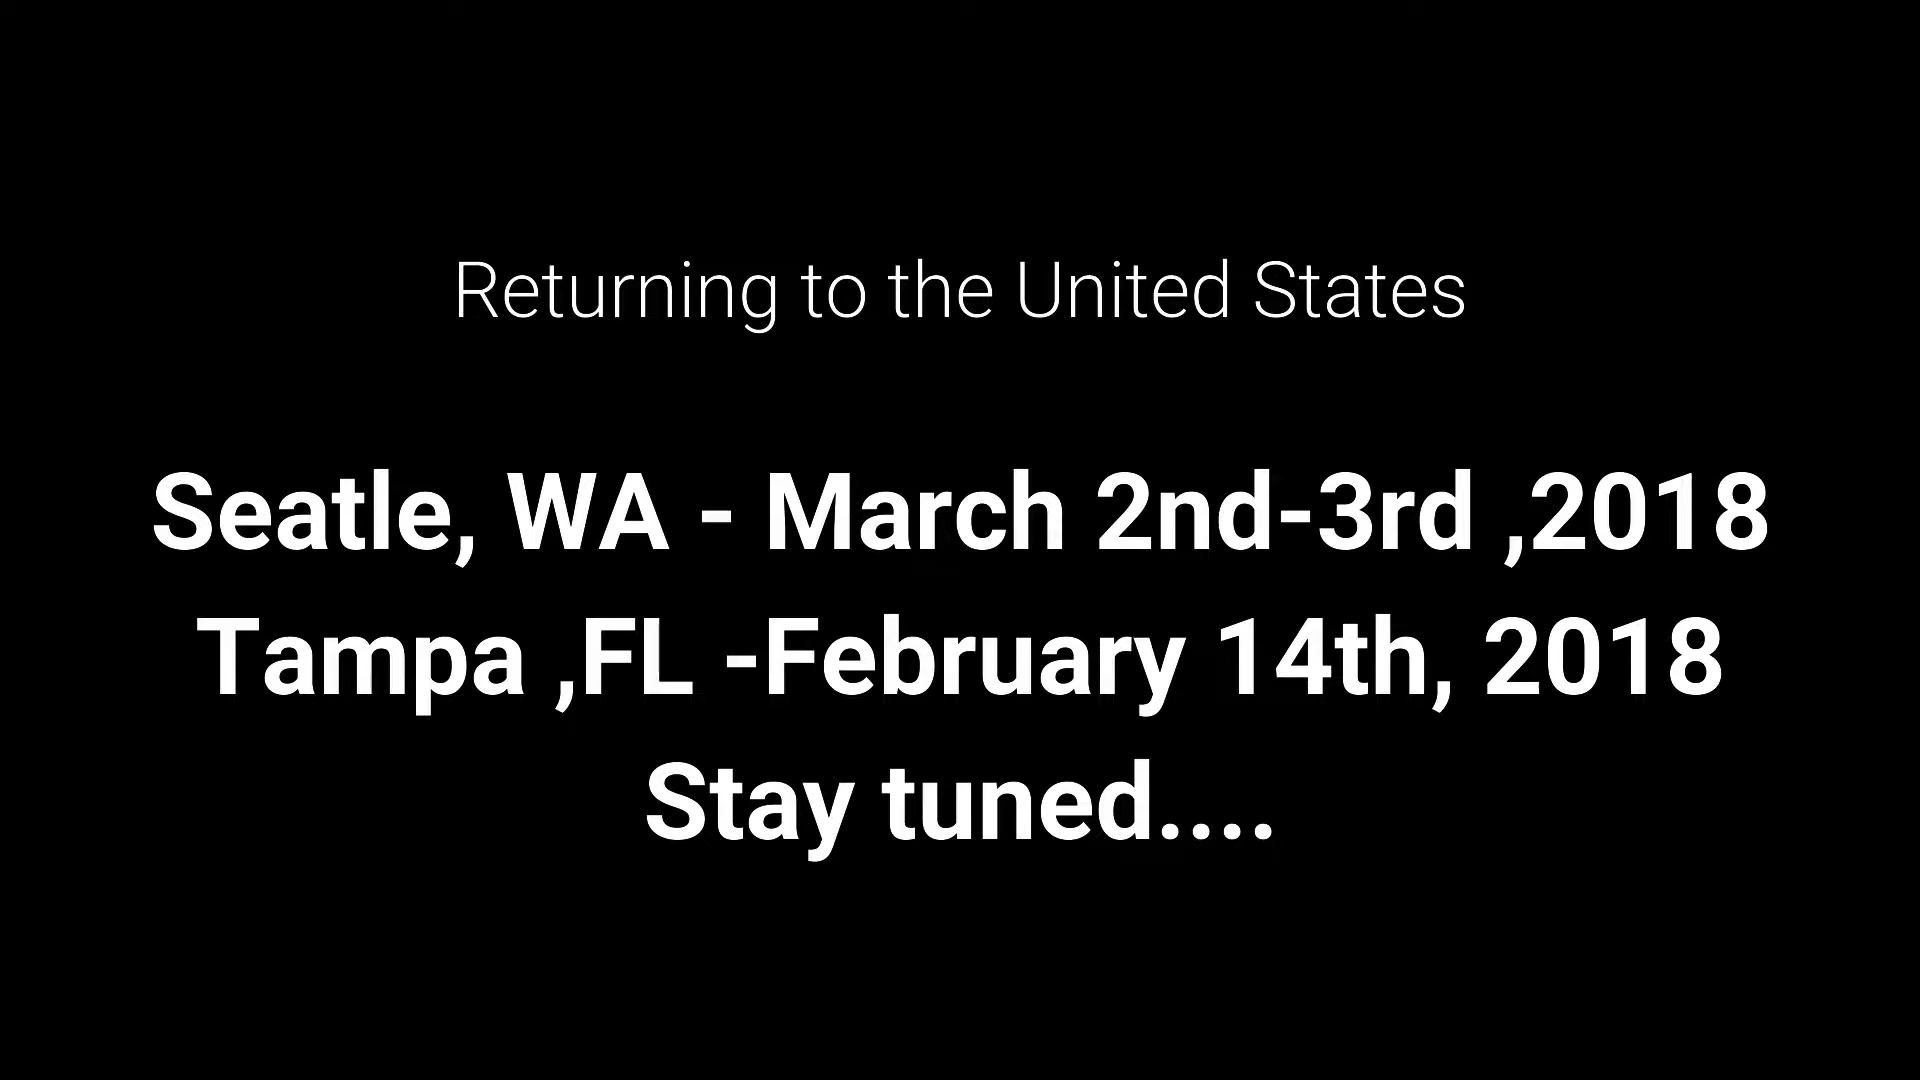 Returning to the United States
Seatle, WA - March 2nd-3rd ,2018
Tampa ,FL -February 14th, 2018
Stay tuned....